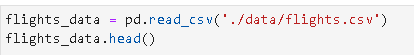 flights_data = pd.read_csv('./data/flights.csv')
flights_data.head()